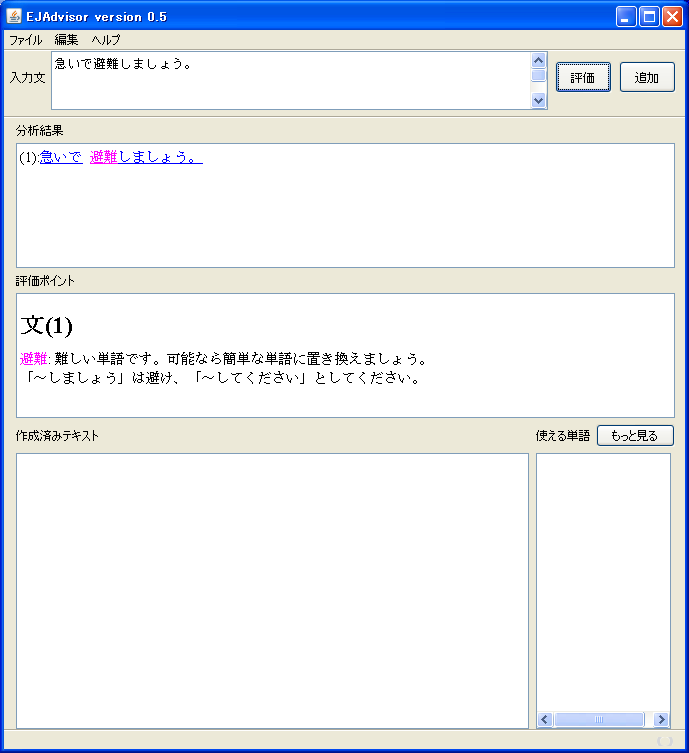 EJAdvisor version 0.5
ファイル 編集 ヘルプ
入力文 急いで避難しましょう。 評価 追加
分析結果
(1):急いで 避難しましょう。
評価ポイント
文(1)
避難: 難しい単語です。可能なら簡単な単語に置き換えましょう。
「～しましょう」は避け、「～してください」としてください。
作成済みテキスト 使える単語 もっと見る